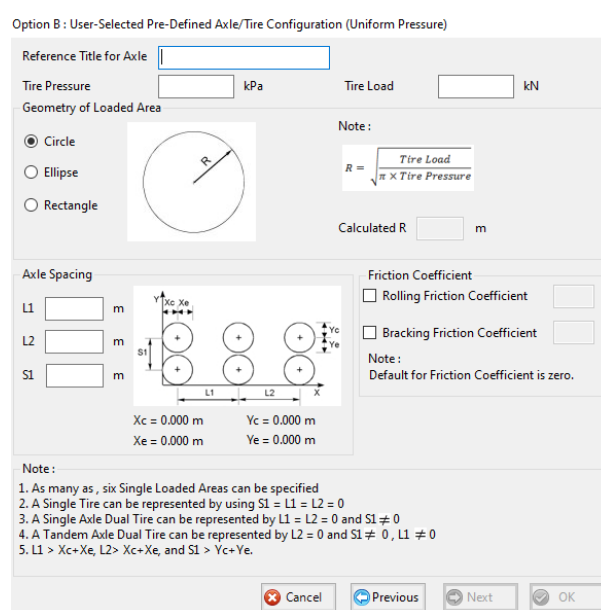 Option B : User-Selected Pre-Defined Axle/Tire Configuration (Uniform Pressure)
Reference Title for Axle
Tire Pressure kPa Tire Load kN
Geometry of Loaded Area
Circle
Ellipse
Rectangle
R
Note :
R = √(Tire Load / π × Tire Pressure)
Calculated R m
Axle Spacing
L1 m
L2 m
S1 m
Y Xc Xe
Yc
Ye
S1
L1 L2 X
Xc = 0.000 m Yc = 0.000 m
Xe = 0.000 m Ye = 0.000 m
Friction Coefficient
Rolling Friction Coefficient
Bracking Friction Coefficient
Note :
Default for Friction Coefficient is zero.
Note :
1. As many as , six Single Loaded Areas can be specified
2. A Single Tire can be represented by using S1 = L1 = L2 = 0
3. A Single Axle Dual Tire can be represented by L1 = L2 = 0 and S1 ≠ 0
4. A Tandem Axle Dual Tire can be represented by L2 = 0 and S1 ≠ 0 , L1 ≠ 0
5. L1 > Xc+Xe, L2> Xc+Xe, and S1 > Yc+Ye.
Cancel Previous Next OK